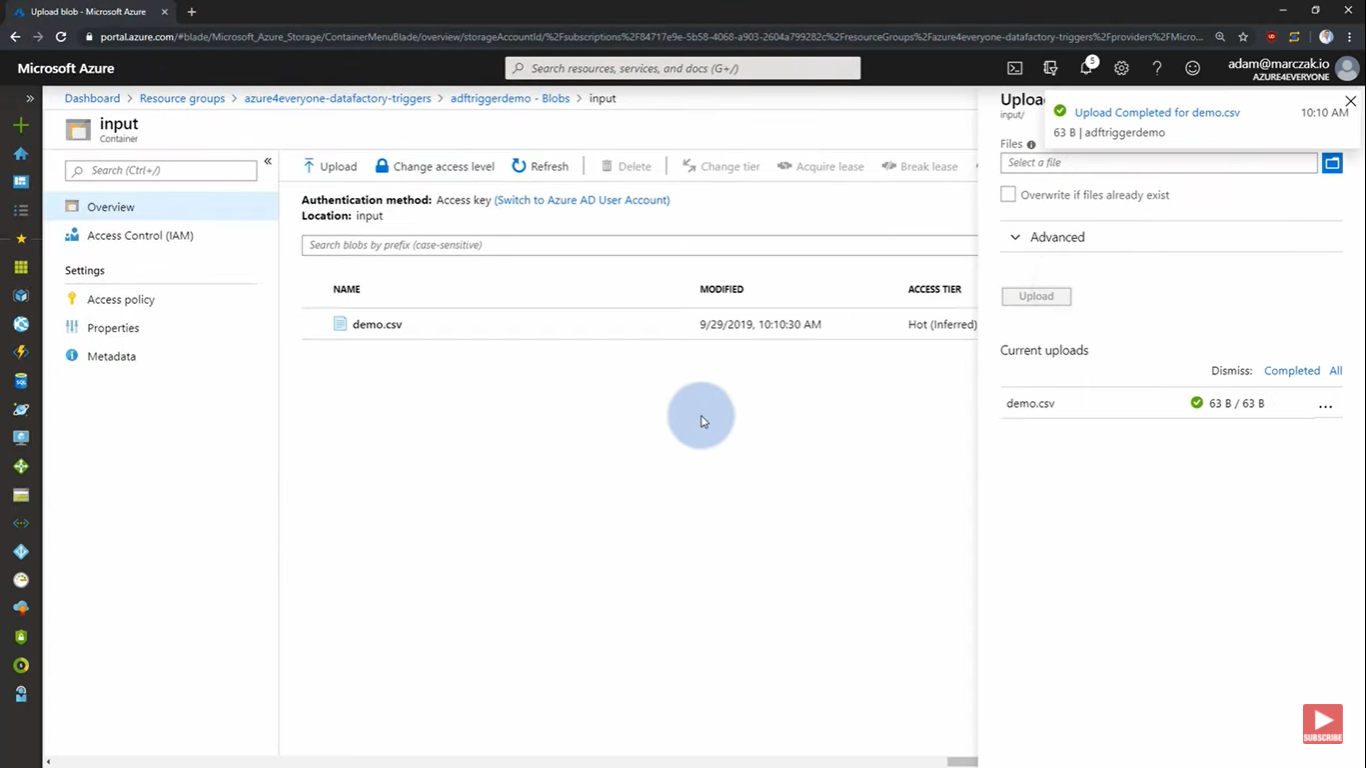 Upload blob - Microsoft Azure
portal.azure.com/#blade/Microsoft_Azure_Storage/ContainerMenuBlade/overview/storageAccountId/%2Fsubscriptions%2F84717e9e-5b58-4068-a903-2604a799282c%2FresourceGroups%2Fazure4everyone-datafactory-triggers%2Fproviders%2FMicro...
Microsoft Azure
Search resources, services, and docs (G+/)
5
adam@marczak.io
AZURE4EVERYONE
Dashboard > Resource groups > azure4everyone-datafactory-triggers > adftriggerdemo - Blobs > input
input
Container
Search (Ctrl+/)
Overview
Access Control (IAM)
Settings
Access policy
Properties
Metadata
Upload
Change access level
Refresh
Delete
Change tier
Acquire lease
Break lease
Authentication method: Access key (Switch to Azure AD User Account)
Location: input
Search blobs by prefix (case-sensitive)
NAME MODIFIED ACCESS TIER
demo.csv 9/29/2019, 10:10:30 AM Hot (Inferred)
Uploa
input/
Upload Completed for demo.csv 10:10 AM
63 B | adftriggerdemo
Files
Select a file
Overwrite if files already exist
Advanced
Upload
Current uploads
Dismiss: Completed All
demo.csv 63 B / 63 B ...
SUBSCRIBE